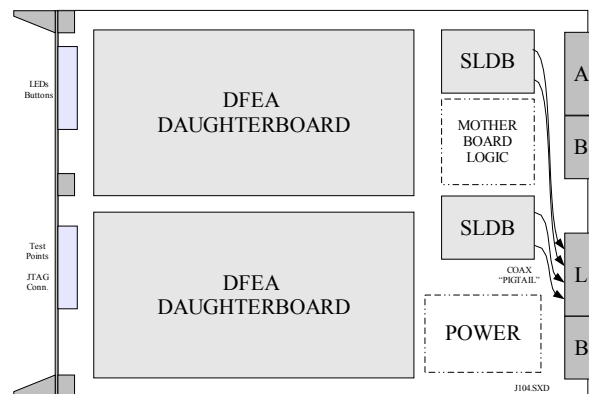 LEDs
Buttons
DFEA
DAUGHTERBOARD
SLDB
A
MOTHER
BOARD
LOGIC
B
Test
Points
JTAG
Conn.
DFEA
DAUGHTERBOARD
SLDB
L
COAX
"PIGTAIL"
POWER
B
J104.SXD